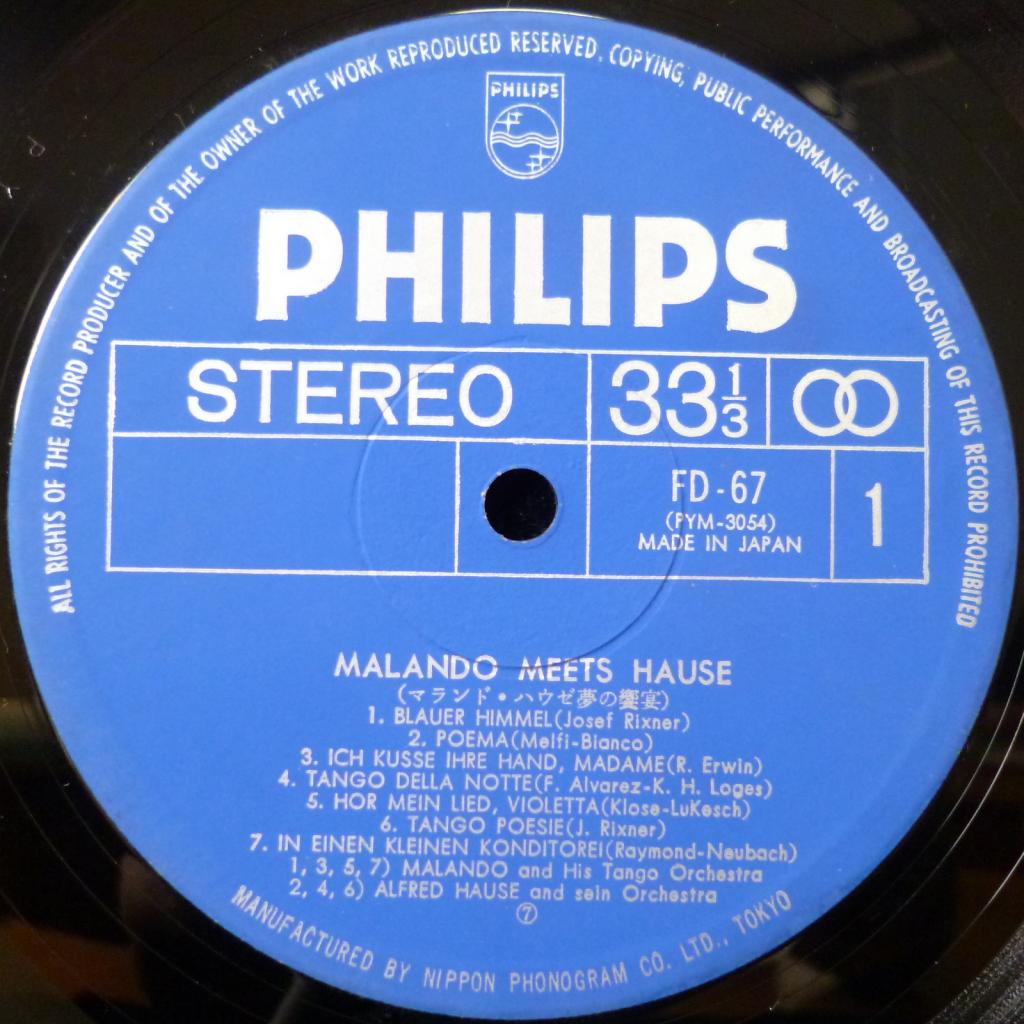 ALL RIGHTS OF THE RECORD PRODUCER AND OF THE OWNER OF THE WORK REPRODUCED RESERVED. COPYING, PUBLIC PERFORMANCE AND BROADCASTING OF THIS RECORD PROHIBITED
PHILIPS
PHILIPS
STEREO 33 1/3
FD-67 1
(PYM-3054)
MADE IN JAPAN
MALANDO MEETS HAUSE
(マランド・ハウゼ夢の饗宴)
1. BLAUER HIMMEL(Josef Rixner)
2. POEMA(Melfi-Bianco)
3. ICH KUSSE IHRE HAND, MADAME(R. Erwin)
4. TANGO DELLA NOTTE(F. Alvarez-K. H. Loges)
5. HOR MEIN LIED, VIOLETTA(Klose-LuKesch)
6. TANGO POESIE(J. Rixner)
7. IN EINEN KLEINEN KONDITOREI(Raymond-Neubach)
1, 3, 5, 7) MALANDO and His Tango Orchestra
2, 4, 6) ALFRED HAUSE and sein Orchestra
⑦
MANUFACTURED BY NIPPON PHONOGRAM CO. LTD., TOKYO